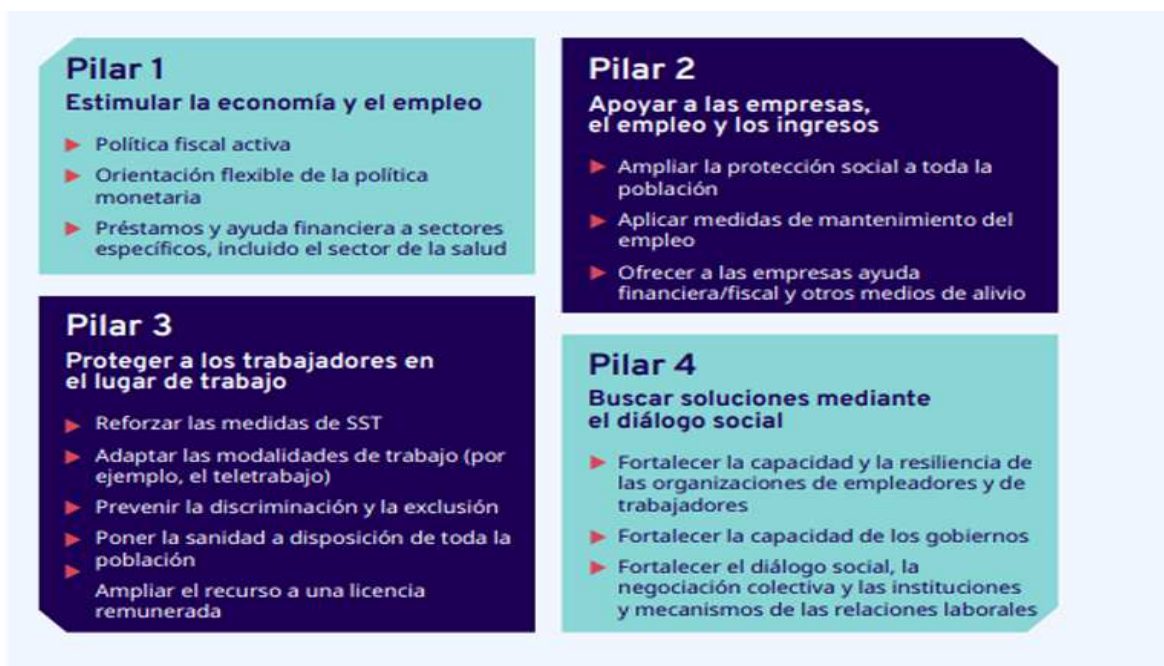 Pilar 1
Estimular la economía y el empleo
► Política fiscal activa
► Orientación flexible de la política
monetaria
► Préstamos y ayuda financiera a sectores
específicos, incluido el sector de la salud
Pilar 2
Apoyar a las empresas,
el empleo y los ingresos
► Ampliar la protección social a toda la
población
► Aplicar medidas de mantenimiento del
empleo
► Ofrecer a las empresas ayuda
financiera/fiscal y otros medios de alivio
Pilar 3
Proteger a los trabajadores en
el lugar de trabajo
► Reforzar las medidas de SST
► Adaptar las modalidades de trabajo (por
ejemplo, el teletrabajo)
► Prevenir la discriminación y la exclusión
► Poner la sanidad a disposición de toda la
► población
Ampliar el recurso a una licencia
remunerada
Pilar 4
Buscar soluciones mediante
el diálogo social
► Fortalecer la capacidad y la resiliencia de
las organizaciones de empleadores y de
trabajadores
► Fortalecer la capacidad de los gobiernos
► Fortalecer el diálogo social, la
negociación colectiva y las instituciones
y mecanismos de las relaciones laborales